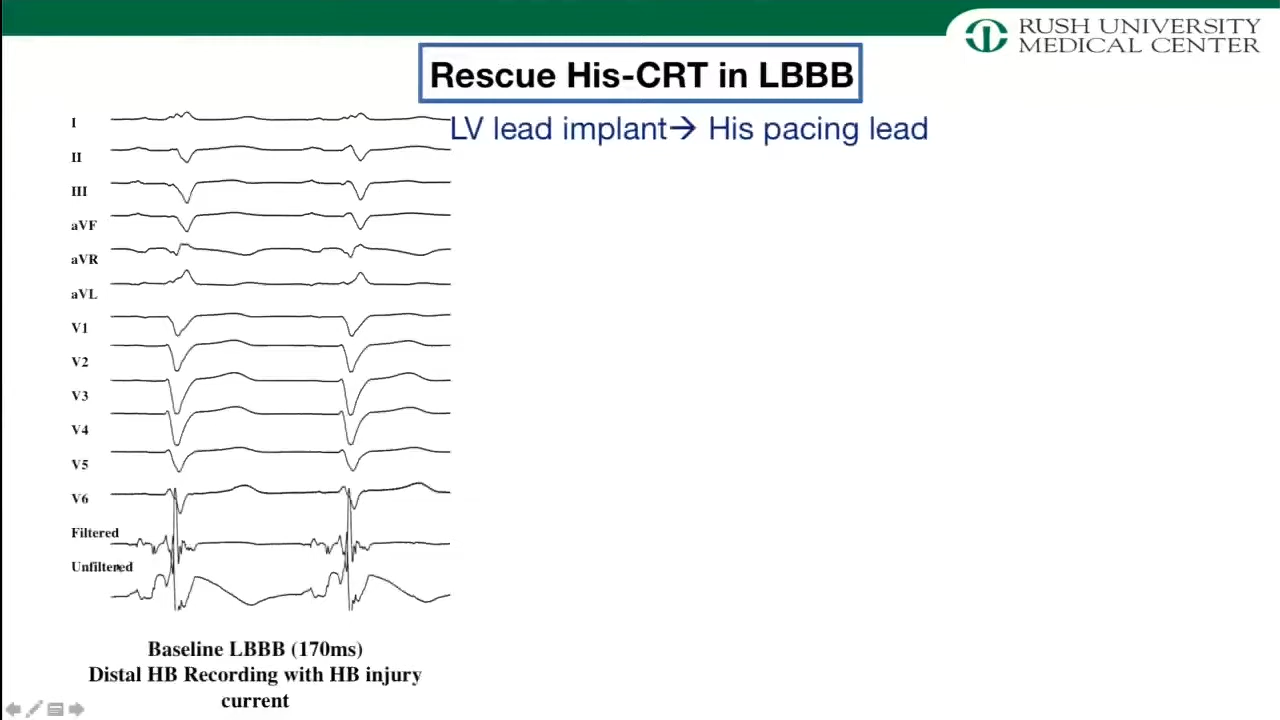 RUSH UNIVERSITY
MEDICAL CENTER
Rescue His-CRT in LBBB
LV lead implant→ His pacing lead
I
II
III
aVF
aVR
aVL
V1
V2
V3
V4
V5
V6
Filtered
Unfiltered
Baseline LBBB (170ms)
Distal HB Recording with HB injury
current